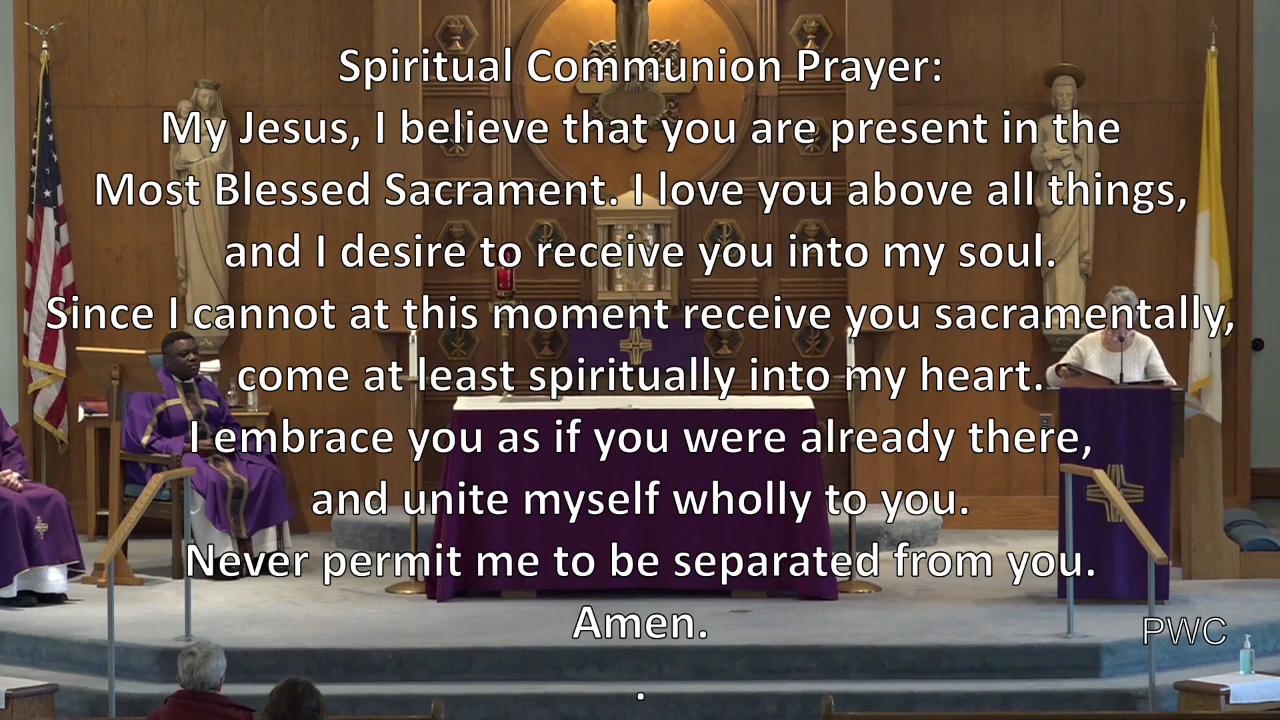 Spiritual Communion Prayer:
My Jesus, I believe that you are present in the
Most Blessed Sacrament. I love you above all things,
and I desire to receive you into my soul.
Since I cannot at this moment receive you sacramentally,
come at least spiritually into my heart.
I embrace you as if you were already there,
and unite myself wholly to you.
Never permit me to be separated from you.
Amen.
PWC
.